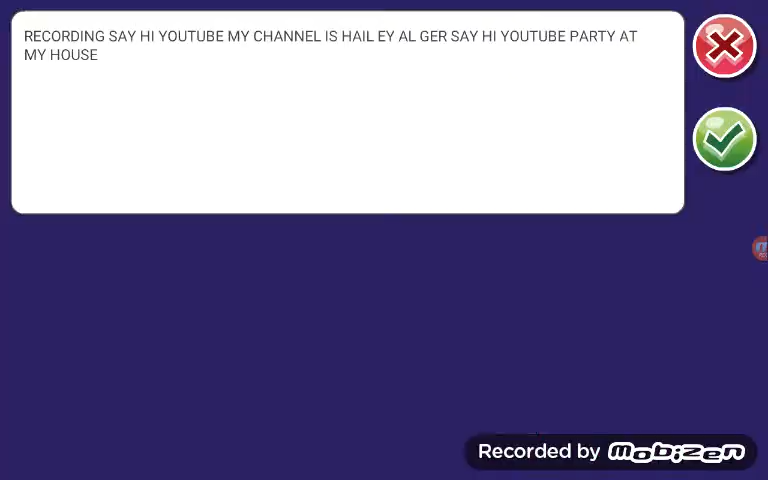 RECORDING SAY HI YOUTUBE MY CHANNEL IS HAIL EY AL GER SAY HI YOUTUBE PARTY AT
MY HOUSE
Recorded by mobizen